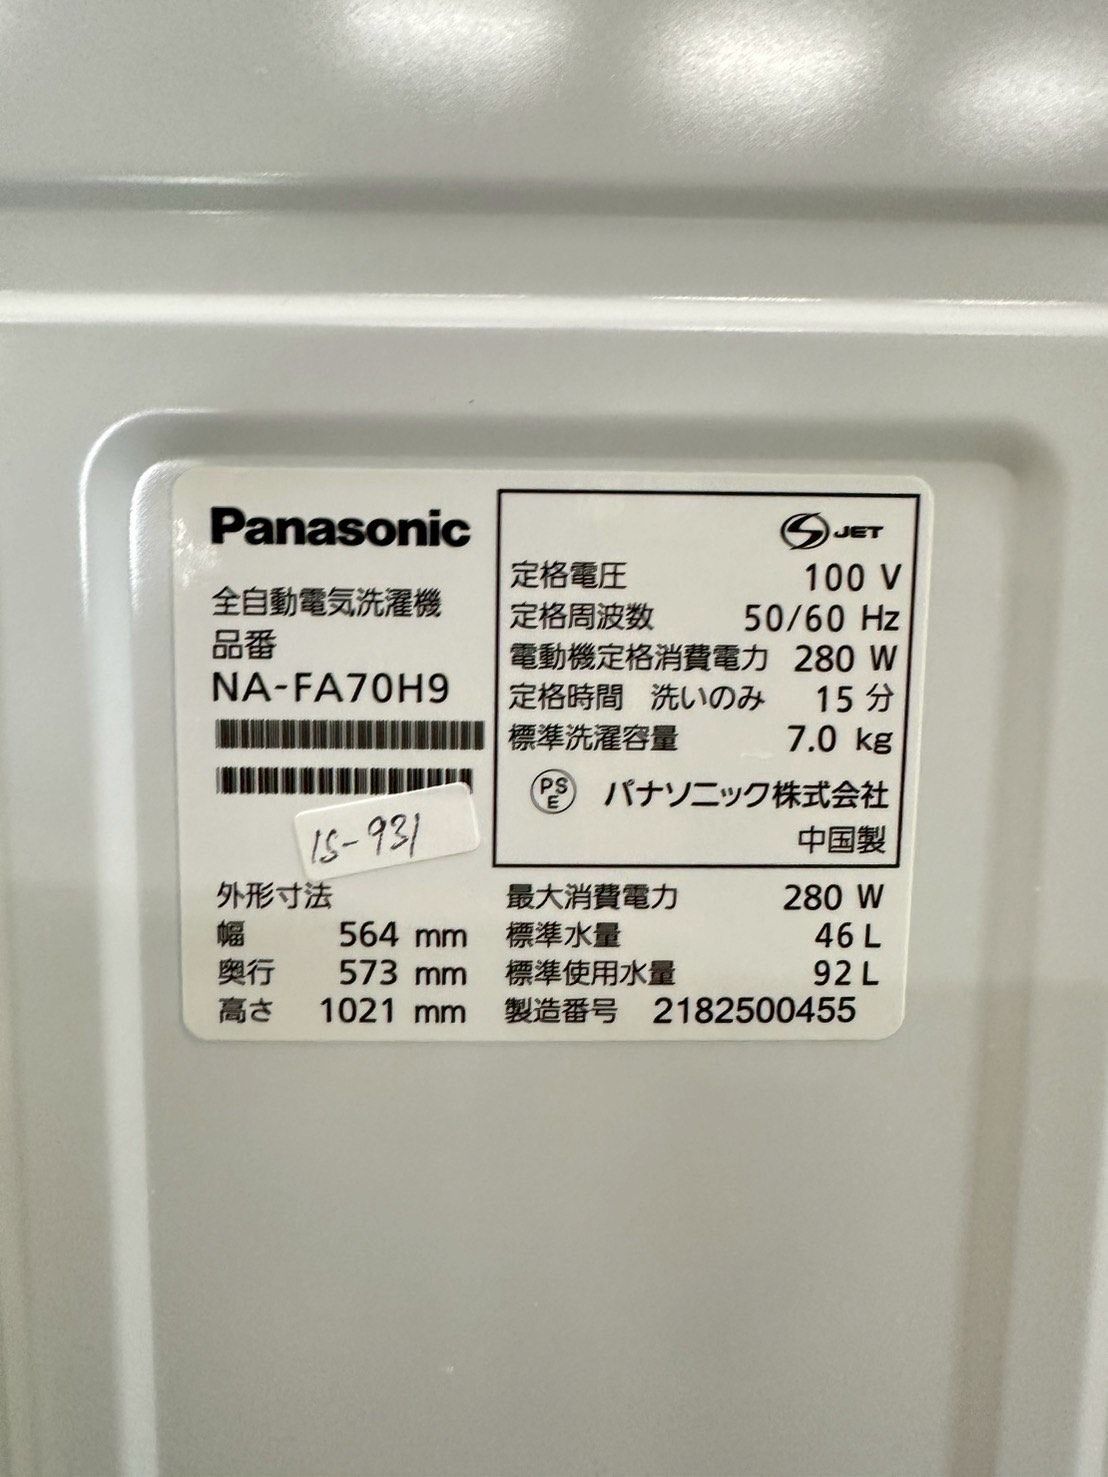 Panasonic
全自動電気洗濯機
品番
NA-FA70H9
15-931
S JET
定格電圧 100 V
定格周波数 50/60 Hz
電動機定格消費電力 280 W
定格時間 洗いのみ 15 分
標準洗濯容量 7.0 kg
PS E パナソニック株式会社
中国製
外形寸法
幅 564 mm
奥行 573 mm
高さ 1021 mm
最大消費電力 280 W
標準水量 46 L
標準使用水量 92 L
製造番号 2182500455